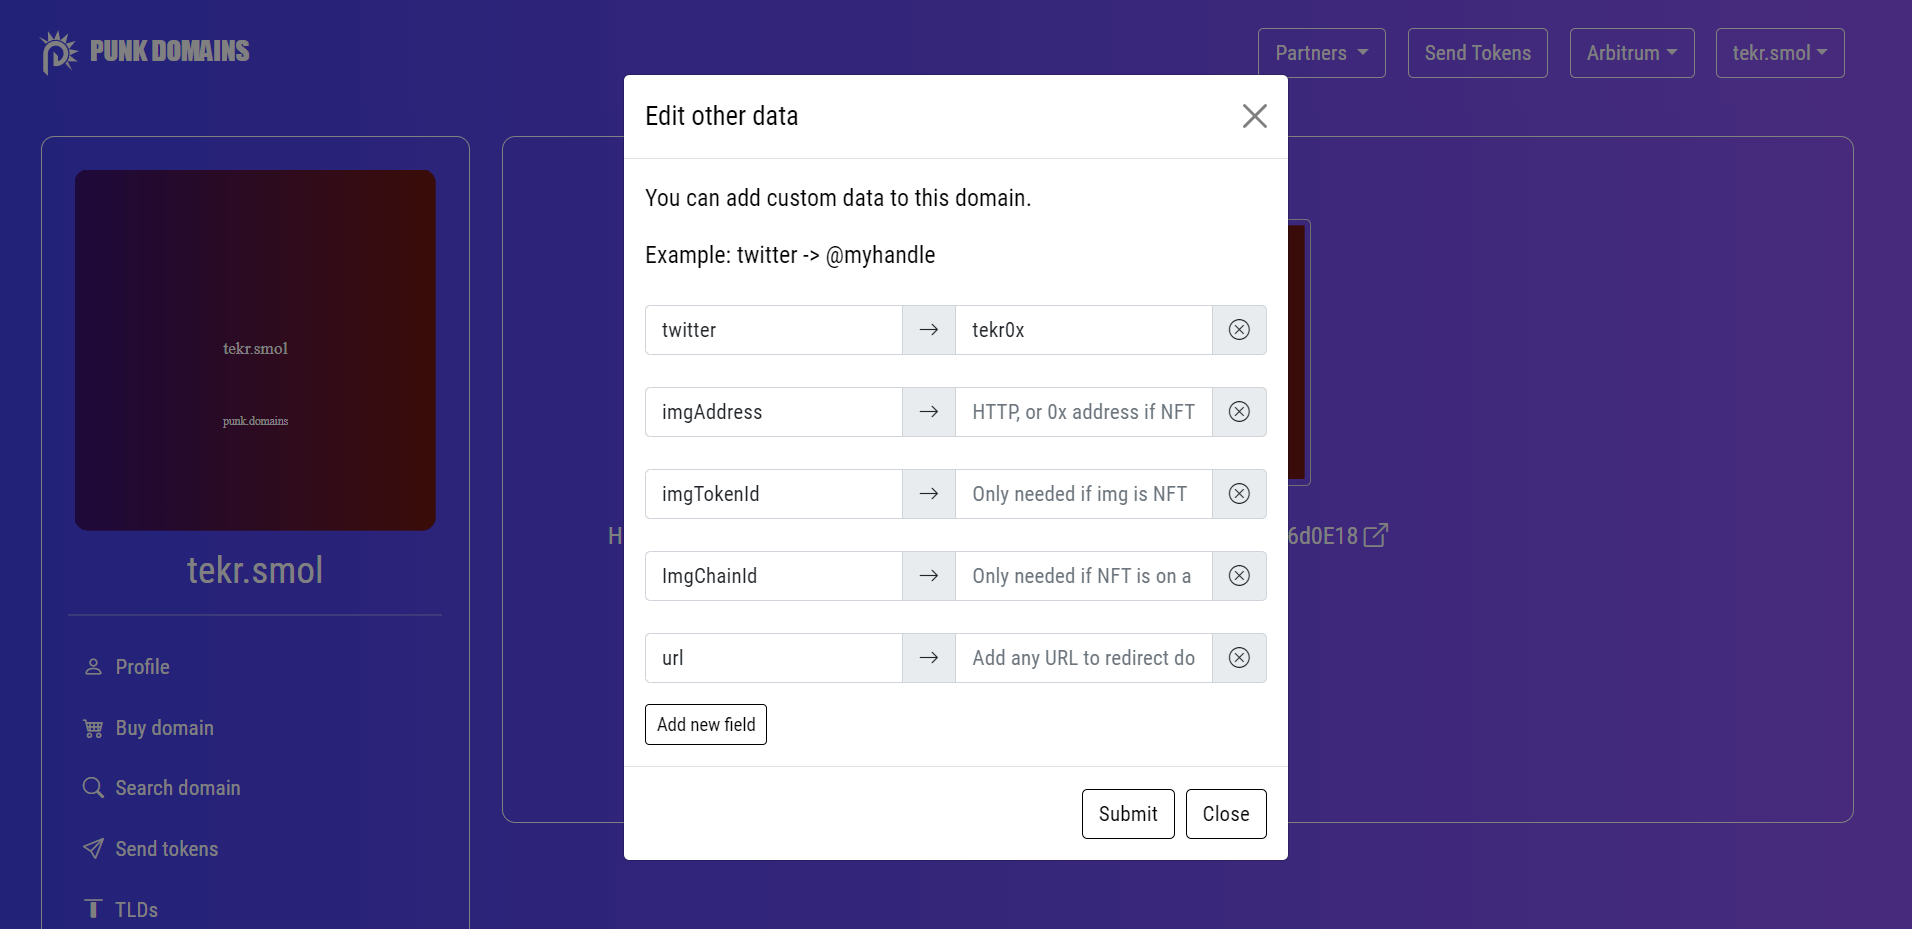 PUNK DOMAINS
Partners
Send Tokens
Arbitrum
tekr.smol
Edit other data
You can add custom data to this domain.
Example: twitter -> @myhandle
twitter
tekr0x
imgAddress
HTTP, or 0x address if NFT
imgTokenId
Only needed if img is NFT
ImgChainId
Only needed if NFT is on a
url
Add any URL to redirect do
Add new field
Submit
Close
tekr.smol
punk.domains
tekr.smol
Profile
Buy domain
Search domain
Send tokens
TLDs
H
6d0E18